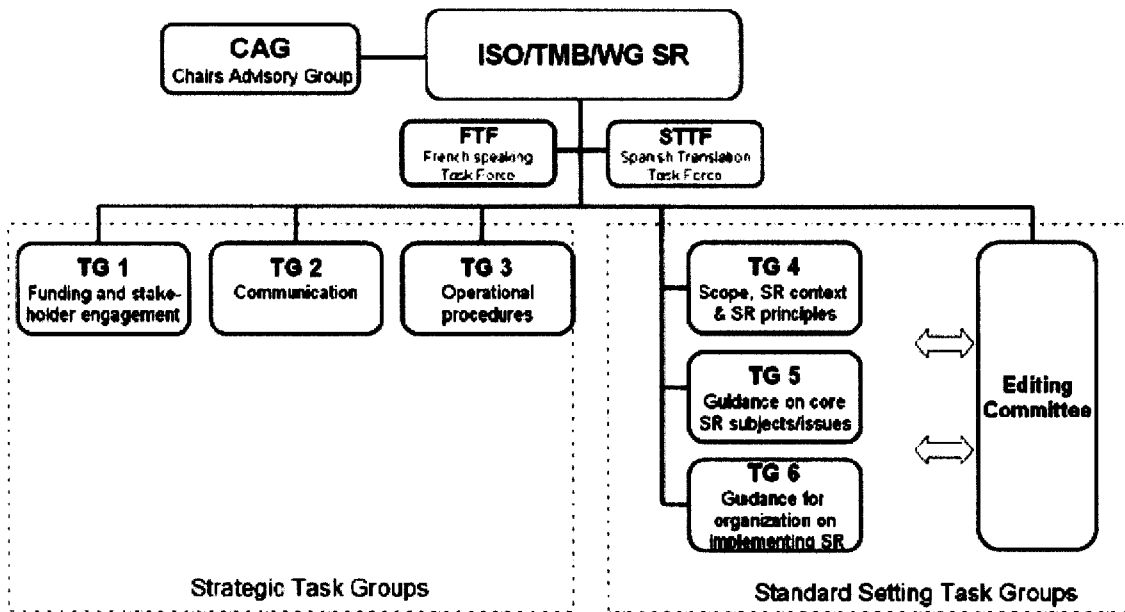 CAG
Chairs Advisory Group
ISO/TMB/WG SR
FTF
French speaking
Task Force
STTF
Spanish Translation
Task Force
TG 1
Funding and stake-
holder engagement
TG 2
Communication
TG 3
Operational
procedures
TG 4
Scope, SR context
& SR principles
TG 5
Guidance on core
SR subjects/issues
TG 6
Guidance for
organization on
implementing SR
Editing
Committee
Strategic Task Groups
Standard Setting Task Groups